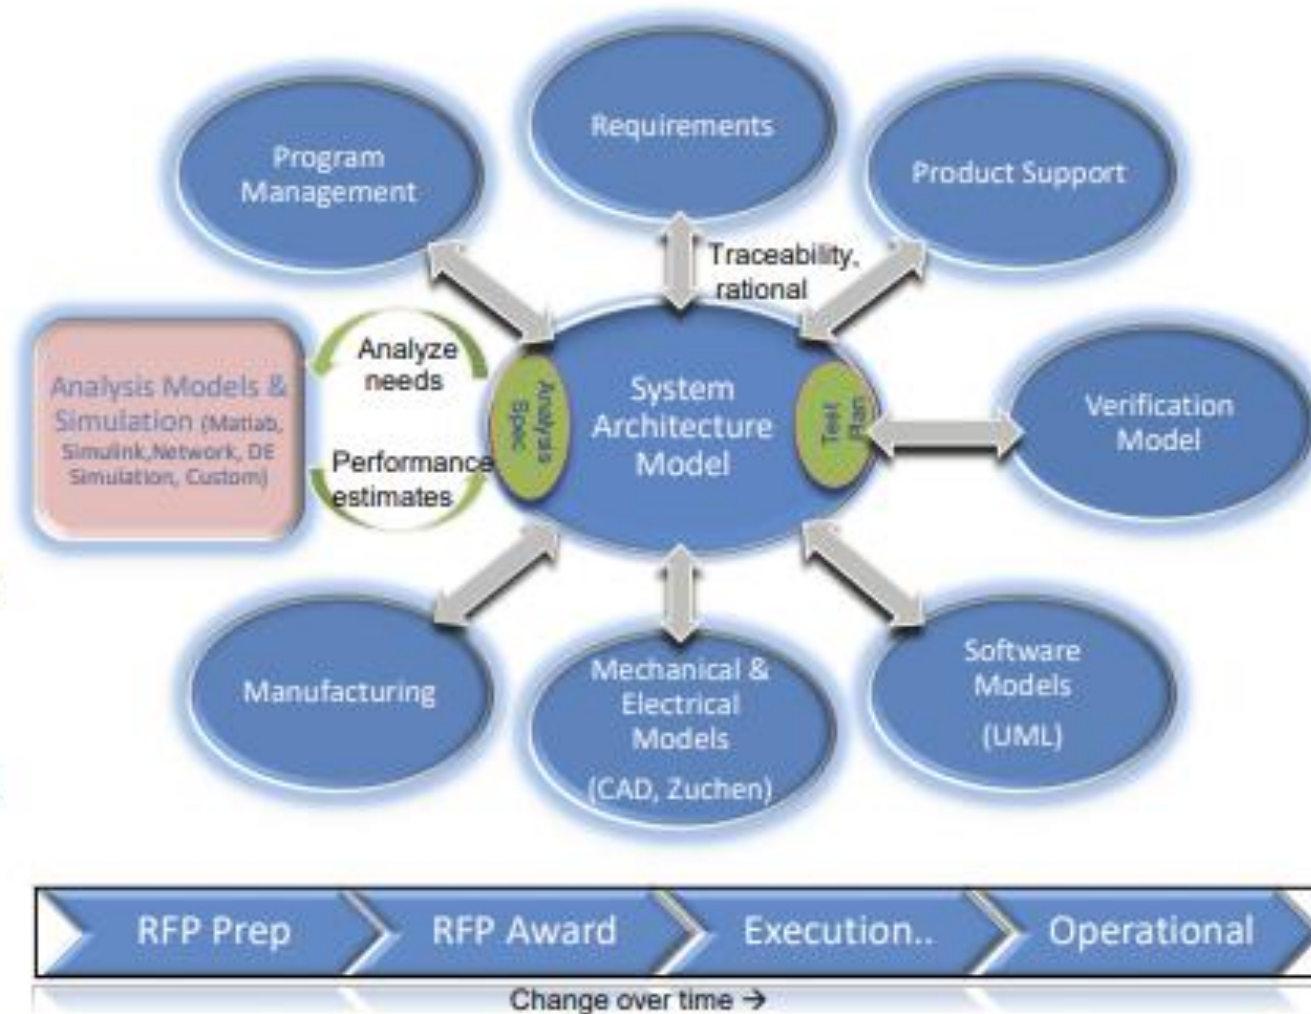 Requirements
Program
Management
Product Support
Traceability,
rational
Analyze
needs
Analysis Models &
Simulation (Matlab,
Simulink,Network, DE
Simulation, Custom)
Performance
estimates
Analysis
Spec
System
Architecture
Model
Test
Plan
Verification
Model
Manufacturing
Mechanical &
Electrical
Models
(CAD, Zuchen)
Software
Models
(UML)
RFP Prep
RFP Award
Execution..
Operational
Change over time →